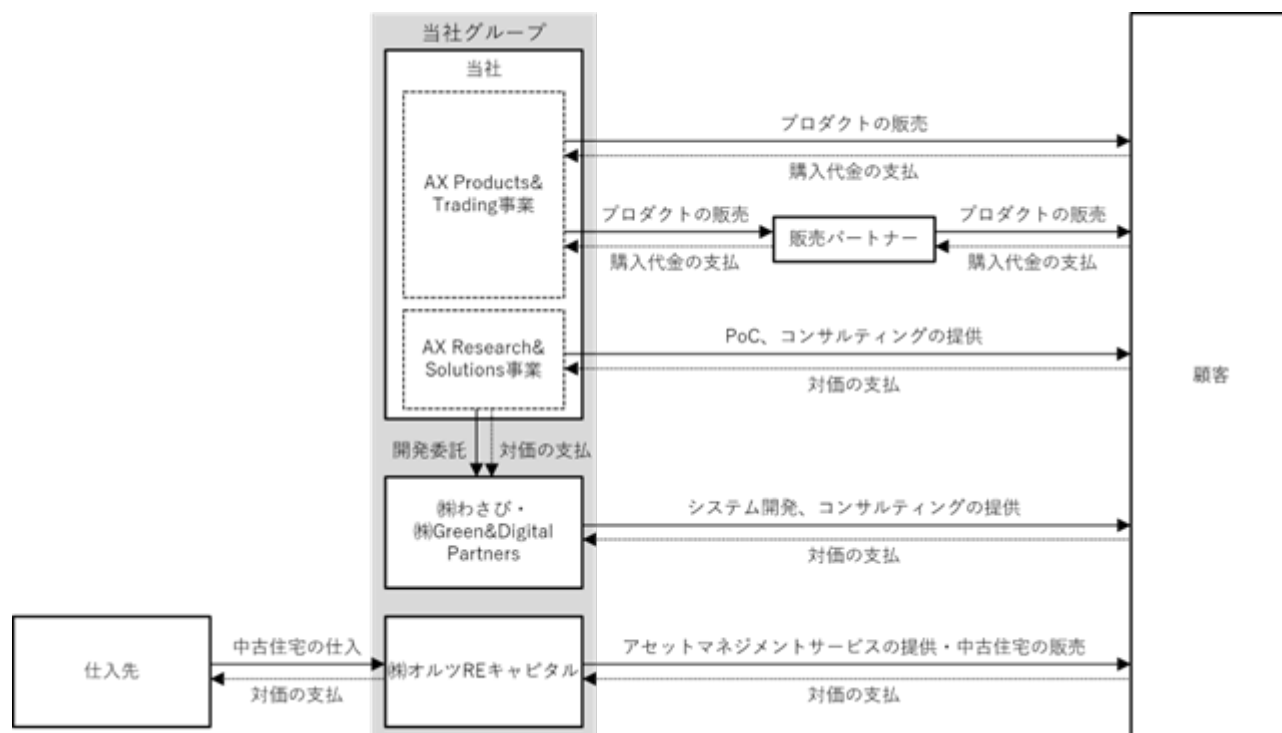 当社グループ
当社
AX Products&
Trading事業
プロダクトの販売
購入代金の支払
プロダクトの販売
購入代金の支払
販売パートナー
プロダクトの販売
購入代金の支払
AX Research&
Solutions事業
PoC、コンサルティングの提供
対価の支払
顧客
開発委託
対価の支払
㈱わさび・
㈱Green&Digital
Partners
システム開発、コンサルティングの提供
対価の支払
仕入先
中古住宅の仕入
対価の支払
㈱オルツREキャピタル
アセットマネジメントサービスの提供・中古住宅の販売
対価の支払